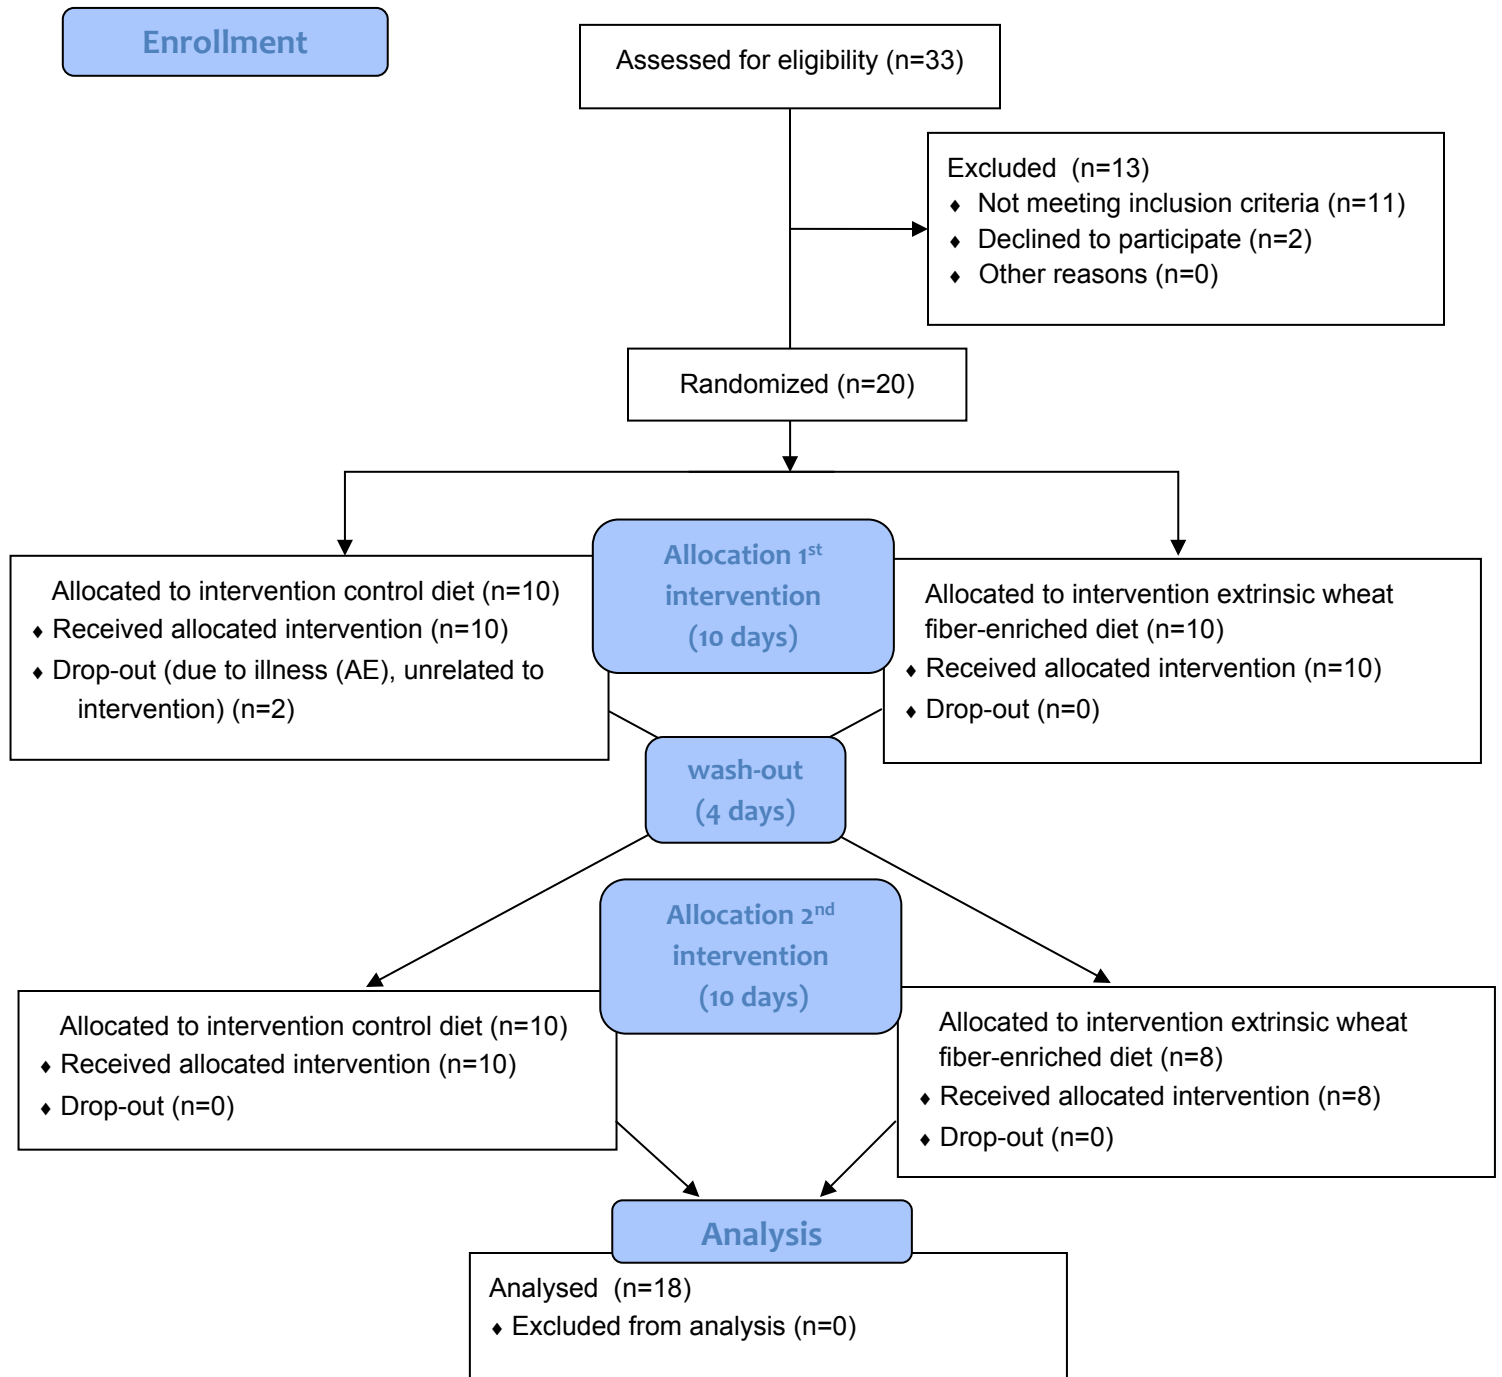 Enrollment
Assessed for eligibility (n=33)
Excluded (n=13)
♦ Not meeting inclusion criteria (n=11)
♦ Declined to participate (n=2)
♦ Other reasons (n=0)
Randomized (n=20)
Allocation 1st
intervention
(10 days)
Allocated to intervention control diet (n=10)
♦ Received allocated intervention (n=10)
♦ Drop-out (due to illness (AE), unrelated to
intervention) (n=2)
Allocated to intervention extrinsic wheat
fiber-enriched diet (n=10)
♦ Received allocated intervention (n=10)
♦ Drop-out (n=0)
wash-out
(4 days)
Allocation 2nd
intervention
(10 days)
Allocated to intervention control diet (n=10)
♦ Received allocated intervention (n=10)
♦ Drop-out (n=0)
Allocated to intervention extrinsic wheat
fiber-enriched diet (n=8)
♦ Received allocated intervention (n=8)
♦ Drop-out (n=0)
Analysis
Analysed (n=18)
♦ Excluded from analysis (n=0)